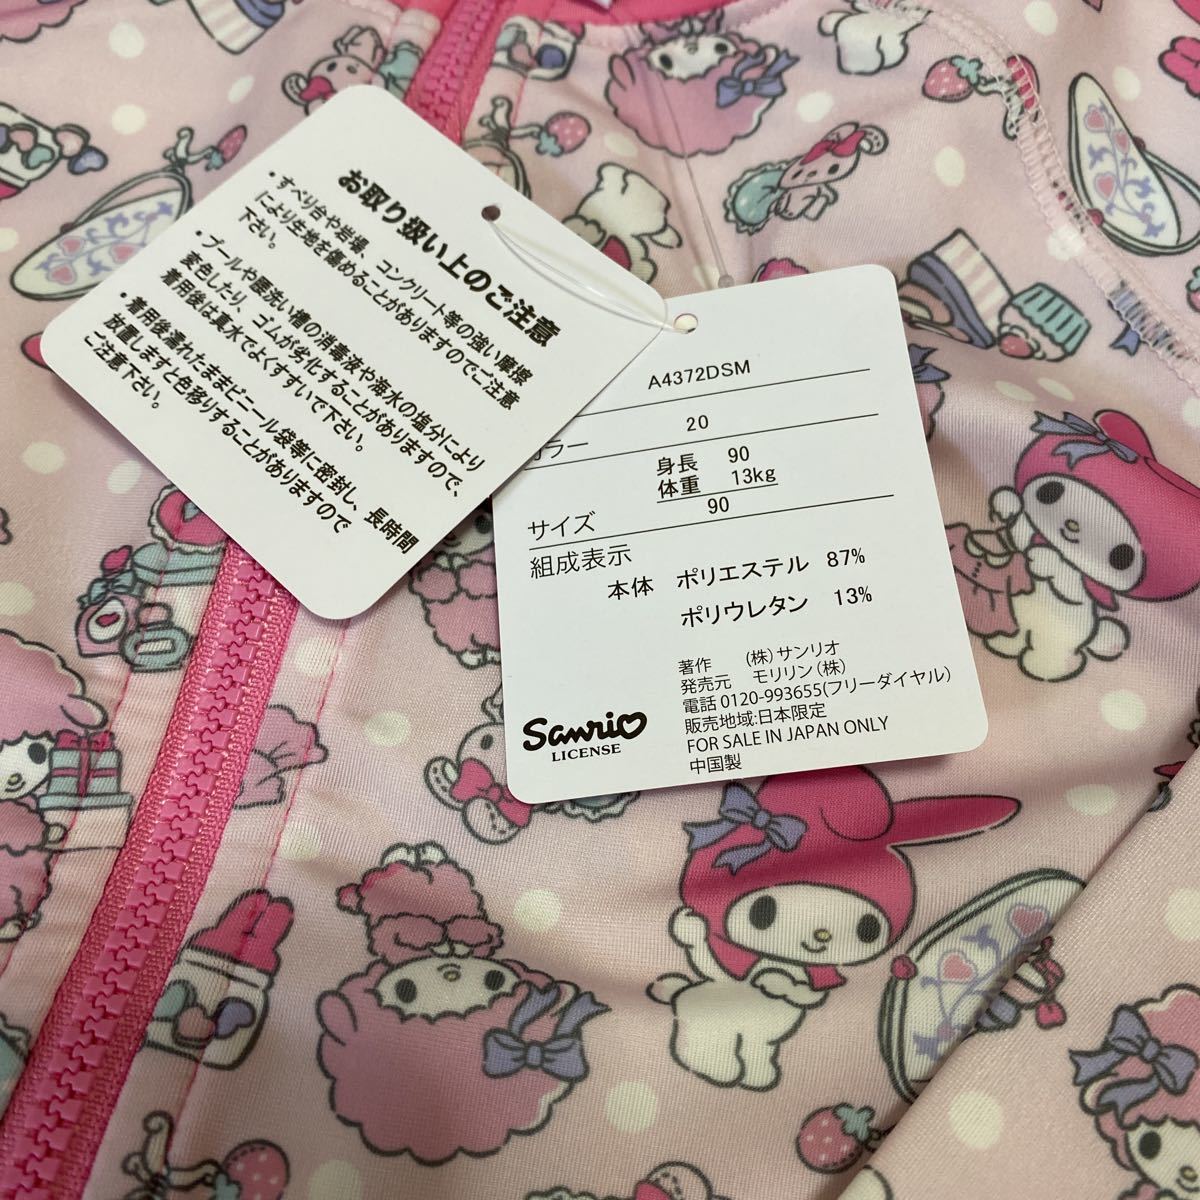 お取り扱い上のご注意
・すべり台や岩場、コンクリート等の強い摩擦
により生地を傷めることがありますのでご注意
下さい。
・プールや腰洗い槽の消毒液や海水の塩分により
変色したり、ゴムが劣化することがありますので、
着用後は真水でよくすすいで下さい。
・着用後濡れたままビニール袋等に密封し、長時間
放置しますと色移りすることがありますので
ご注意下さい。
A4372DSM
カラー 20
身長 90
体重 13kg
サイズ 90
組成表示
本体 ポリエステル 87%
ポリウレタン 13%
著作 (株)サンリオ
発売元 モリリン(株)
電話 0120-993655(フリーダイヤル)
販売地域:日本限定
FOR SALE IN JAPAN ONLY
中国製
Sanrio
LICENSE